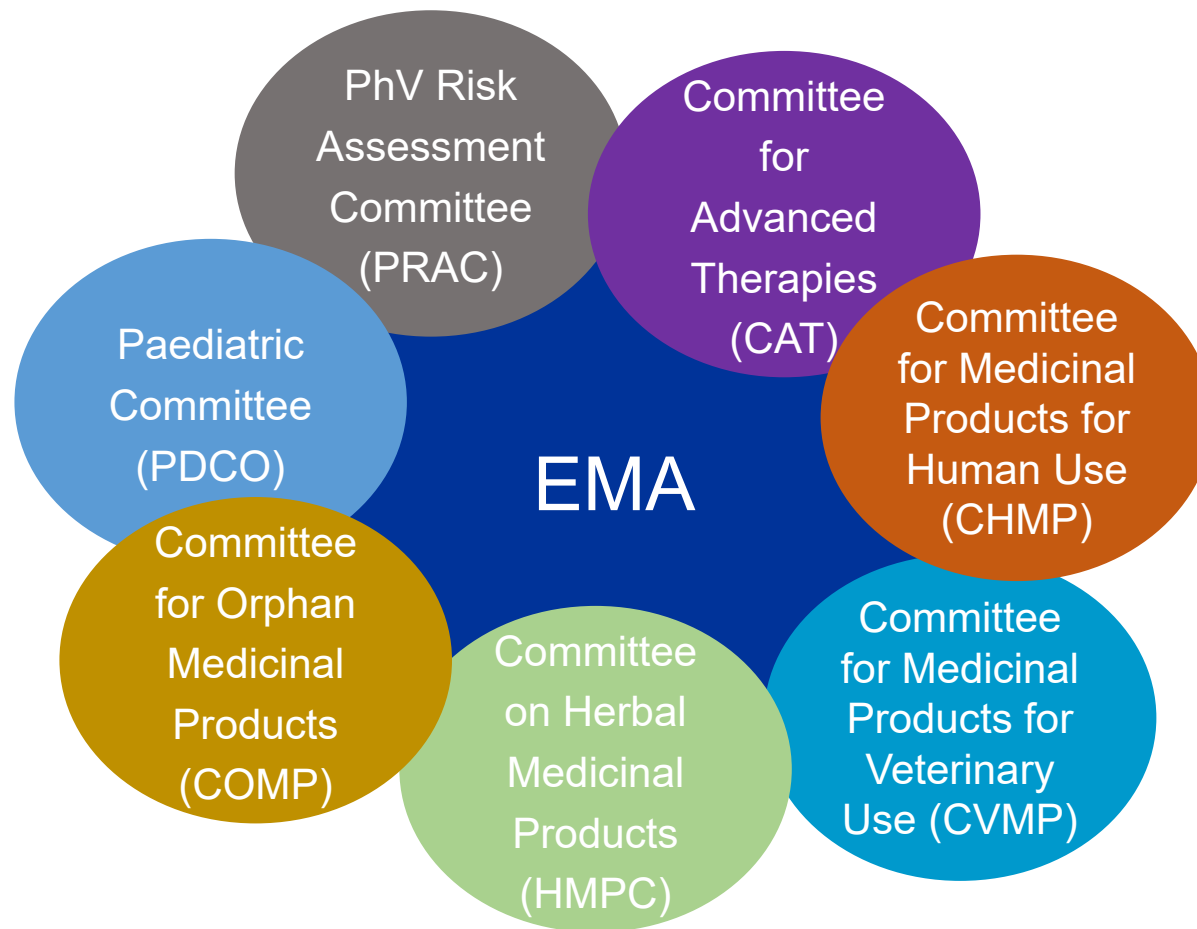 PhV Risk
Assessment
Committee
(PRAC)
Committee
for
Advanced
Therapies
(CAT)
Committee
for Medicinal
Products for
Human Use
(CHMP)
Committee
for Medicinal
Products for
Veterinary
Use (CVMP)
Committee
on Herbal
Medicinal
Products
(HMPC)
Committee
for Orphan
Medicinal
Products
(COMP)
Paediatric
Committee
(PDCO)
EMA